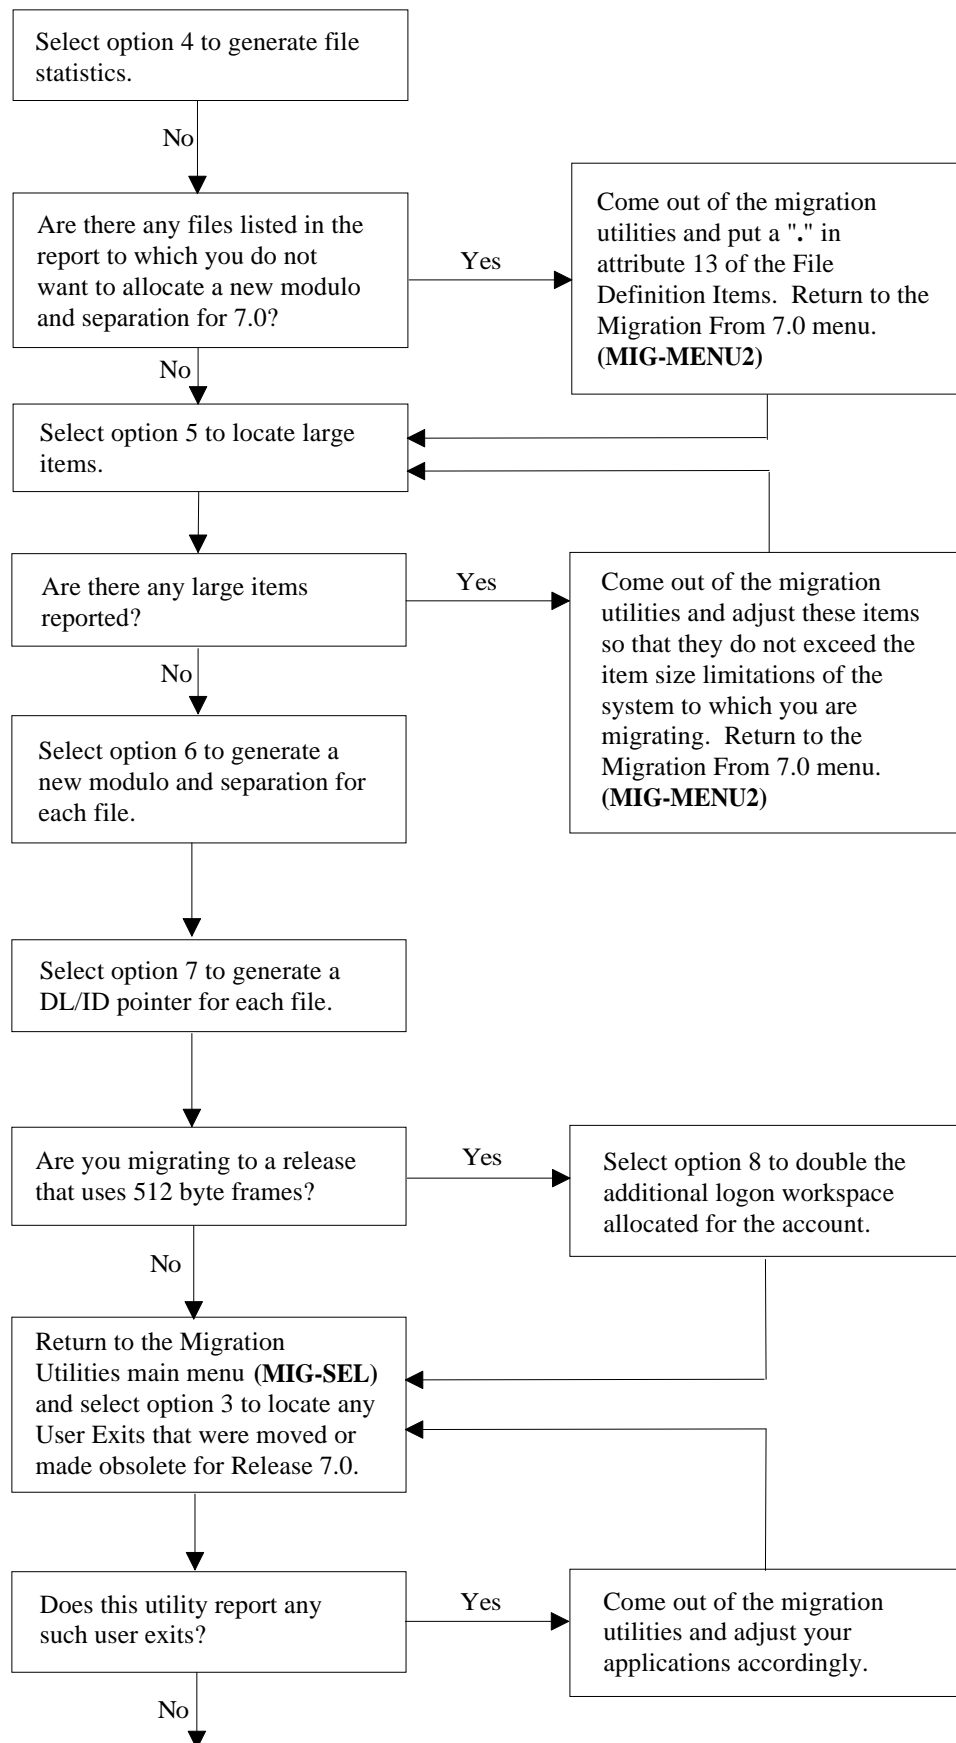 Select option 4 to generate file
statistics.
No
Are there any files listed in the
report to which you do not
want to allocate a new modulo
and separation for 7.0?
Yes
Come out of the migration
utilities and put a "." in
attribute 13 of the File
Definition Items.  Return to the
Migration From 7.0 menu.
(MIG-MENU2)
No
Select option 5 to locate large
items.
Are there any large items
reported?
Yes
Come out of the migration
utilities and adjust these items
so that they do not exceed the
item size limitations of the
system to which you are
migrating.  Return to the
Migration From 7.0 menu.
(MIG-MENU2)
No
Select option 6 to generate a
new modulo and separation for
each file.
Select option 7 to generate a
DL/ID pointer for each file.
Are you migrating to a release
that uses 512 byte frames?
Yes
Select option 8 to double the
additional logon workspace
allocated for the account.
No
Return to the Migration
Utilities main menu (MIG-SEL)
and select option 3 to locate any
User Exits that were moved or
made obsolete for Release 7.0.
Does this utility report any
such user exits?
Yes
Come out of the migration
utilities and adjust your
applications accordingly.
No